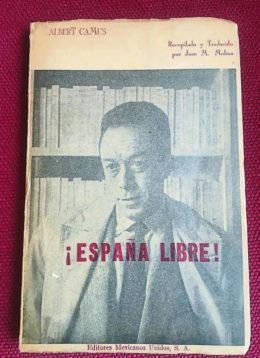 ALBERT CAMUS
Recopilado y Traducido
por Juan M. Molina
¡ESPAÑA LIBRE!
Editores Mexicanos Unidos, S. A.